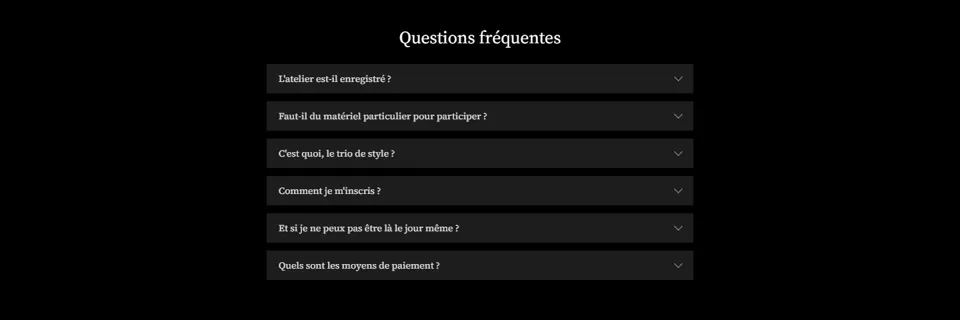 Questions fréquentes
L'atelier est-il enregistré ?
Faut-il du matériel particulier pour participer ?
C'est quoi, le trio de style ?
Comment je m'inscris ?
Et si je ne peux pas être là le jour même ?
Quels sont les moyens de paiement ?